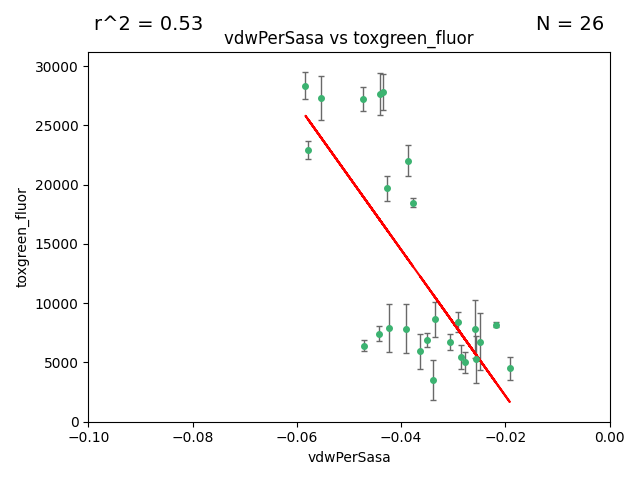 r^2 = 0.53
N = 26
vdwPerSasa vs toxgreen_fluor
30000
25000
20000
15000
10000
5000
0
toxgreen_fluor
−0.10
−0.08
−0.06
−0.04
−0.02
0.00
vdwPerSasa